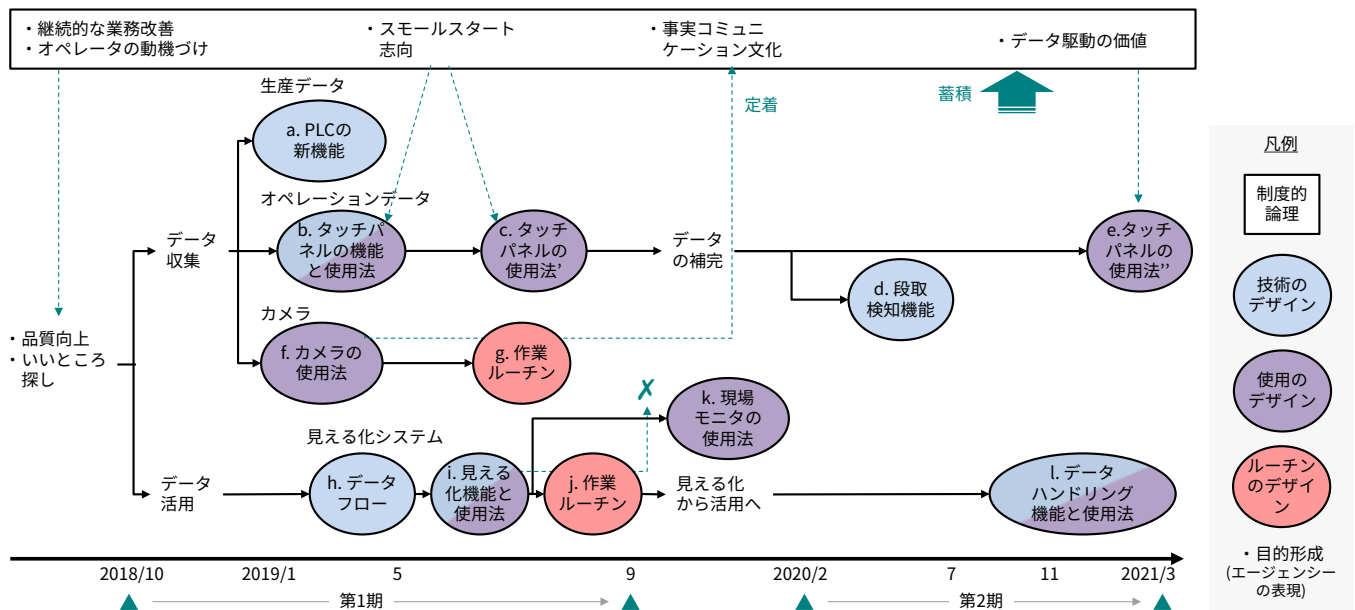 ・継続的な業務改善
・オペレータの動機づけ
・スモールスタート
志向
・事実コミュニ
ケーション文化
・データ駆動の価値
定着
蓄積
生産データ
a. PLCの
新機能
オペレーションデータ
b. タッチパ
ネルの機能
と使用法
c. タッチ
パネルの
使用法’
データ
収集
データ
の補完
d. 段取
検知機能
e.タッチ
パネルの
使用法’’
・品質向上
・いいところ
探し
カメラ
f. カメラの
使用法
g. 作業
ルーチン
✗
k. 現場
モニタの
使用法
見える化システム
データ
活用
h. データ
フロー
i. 見える
化機能と
使用法
j. 作業
ルーチン
見える化
から活用へ
l. データ
ハンドリング
機能と使用法
2018/10
2019/1
5
9
2020/2
7
11
2021/3
第1期
第2期
凡例
制度的
論理
技術の
デザイン
使用の
デザイン
ルーチン
のデザイ
ン
・目的形成
(エージェンシー
の表現)